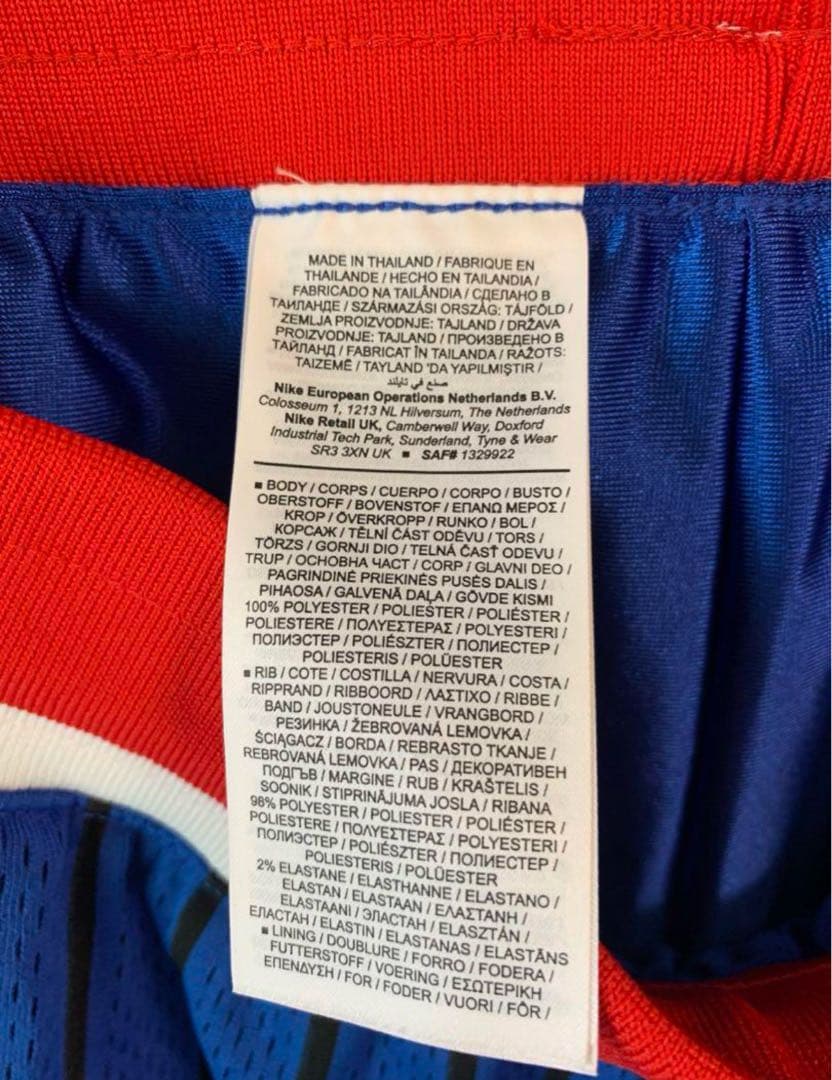 MADE IN THAILAND / FABRIQUE EN
THAILANDE / HECHO EN TAILANDIA /
FABRICADO NA TAILÂNDIA / СДЕЛАНО В
ТАИЛАНДЕ / SZÁRMAZÁSI ORSZÁG: TÁJFÖLD /
ZEMLJA PROIZVODNJE: TAJLAND / DRŽAVA
PROIZVODNJE: TAJLAND / ПРОИЗВЕДЕНО В
ТАЙЛАНД / FABRICAT ÎN TAILANDA / RAŽOTS:
TAIZEMĒ / TAYLAND 'DA YAPILMIŞTIR /
صنع في تايلند
Nike European Operations Netherlands B.V.
Colosseum 1, 1213 NL Hilversum, The Netherlands
Nike Retail UK, Camberwell Way, Doxford
Industrial Tech Park, Sunderland, Tyne & Wear
SR3 3XN UK ■ SAF# 1329922
■ BODY / CORPS / CUERPO / CORPO / BUSTO /
OBERSTOFF / BOVENSTOF / ΕΠΑΝΩ ΜΕΡΟΣ /
KROP / ÖVERKROPP / RUNKO / BOL /
КОРСАЖ / TĚLNÍ ČÁST ODĚVU / TORS /
TÖRZS / GORNJI DIO / TELNÁ ČASŤ ODEVU /
TRUP / ОСНОВНА ЧАСТ / CORP / GLAVNI DEO /
PAGRINDINĖ PRIEKINĖS PUSĖS DALIS /
PIHAOSA / GALVENĀ DAĻA / GÖVDE KISMI
100% POLYESTER / POLIESTER / POLIÉSTER /
POLIESTERE / ΠΟΛΥΕΣΤΕΡΑΣ / POLYESTERI /
ПОЛИЭСТЕР / POLIÉSZTER / ПОЛИЕСТЕР /
POLIESTERIS / POLÜESTER
■ RIB / COTE / COSTILLA / NERVURA / COSTA /
RIPPRAND / RIBBOORD / ΛΑΣΤΙΧΟ / RIBBE /
BAND / JOUSTONEULE / VRANGBORD /
РЕЗИНКА / ŽEBROVANÁ LEMOVKA /
ŚCIĄGACZ / BORDA / REBRASTO TKANJE /
REBROVANÁ LEMOVKA / PAS / ДЕКОРАТИВЕН
ПОДГЪВ / MARGINE / RUB / KRAŠTELIS /
SOONIK / STIPRINĀJUMA JOSLA / RIBANA
98% POLYESTER / POLIESTER / POLIÉSTER /
POLIESTERE / ΠΟΛΥΕΣΤΕΡΑΣ / POLYESTERI /
ПОЛИЭСТЕР / POLIÉSZTER / ПОЛИЕСТЕР /
POLIESTERIS / POLÜESTER
2% ELASTANE / ELASTHANNE / ELASTANO /
ELASTAN / ELASTAAN / ΕΛΑΣΤΑΝΗ /
ELASTAANI / ЭЛАСТАН / ELASZTÁN /
ЕЛАСТАН / ELASTIN / ELASTANAS / ELASTĀNS
■ LINING / DOUBLURE / FORRO / FODERA /
FUTTERSTOFF / VOERING / ΕΣΩΤΕΡΙΚΗ
ΕΠΕΝΔΥΣΗ / FOR / FODER / VUORI / FÔR /